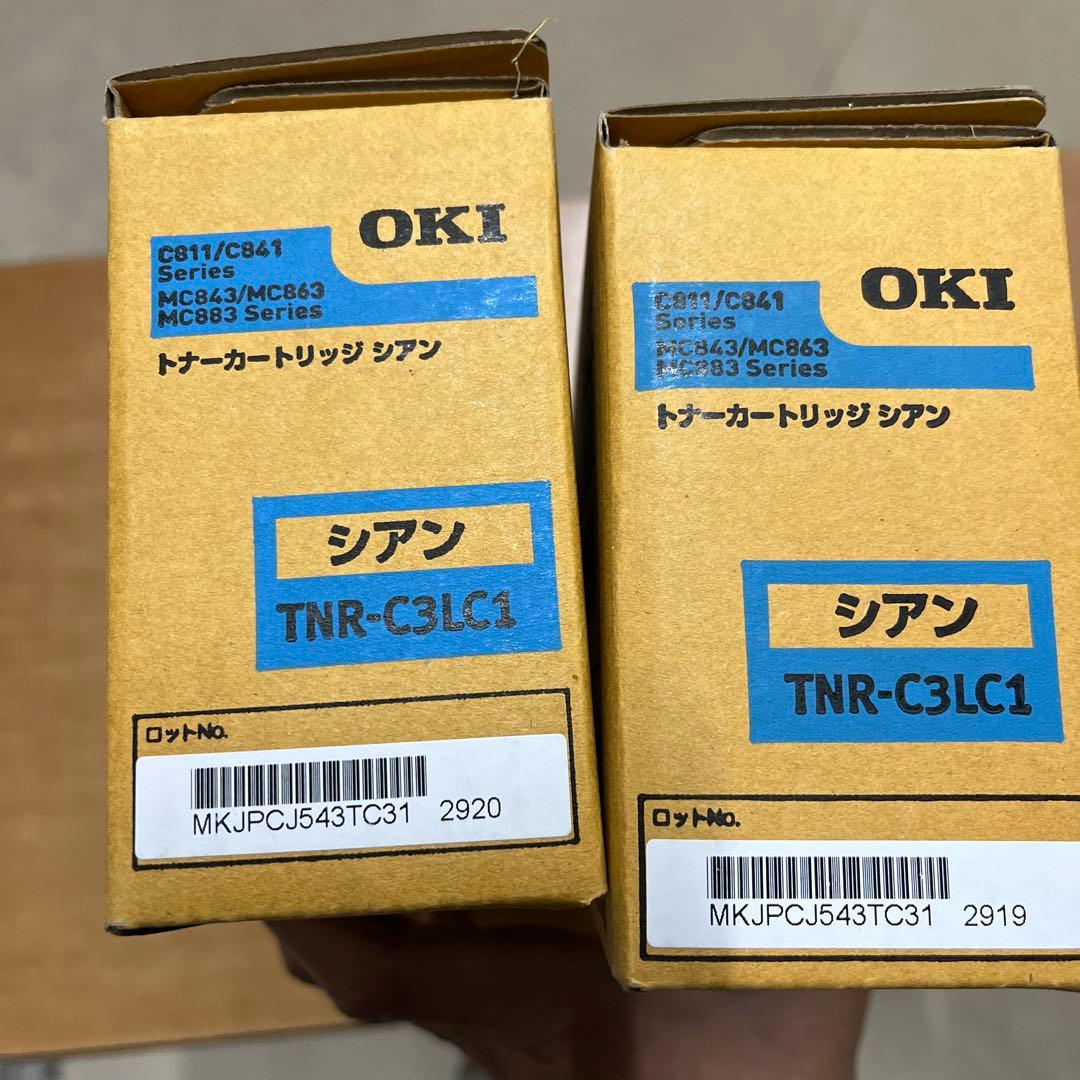 OKI
C811/C841
Series
MC843/MC863
MC883 Series
トナーカートリッジ シアン
シアン
TNR-C3LC1
ロットNo.
MKJPCJ543TC31 2920
OKI
C811/C841
Series
MC843/MC863
MC883 Series
トナーカートリッジ シアン
シアン
TNR-C3LC1
ロットNo.
MKJPCJ543TC31 2919